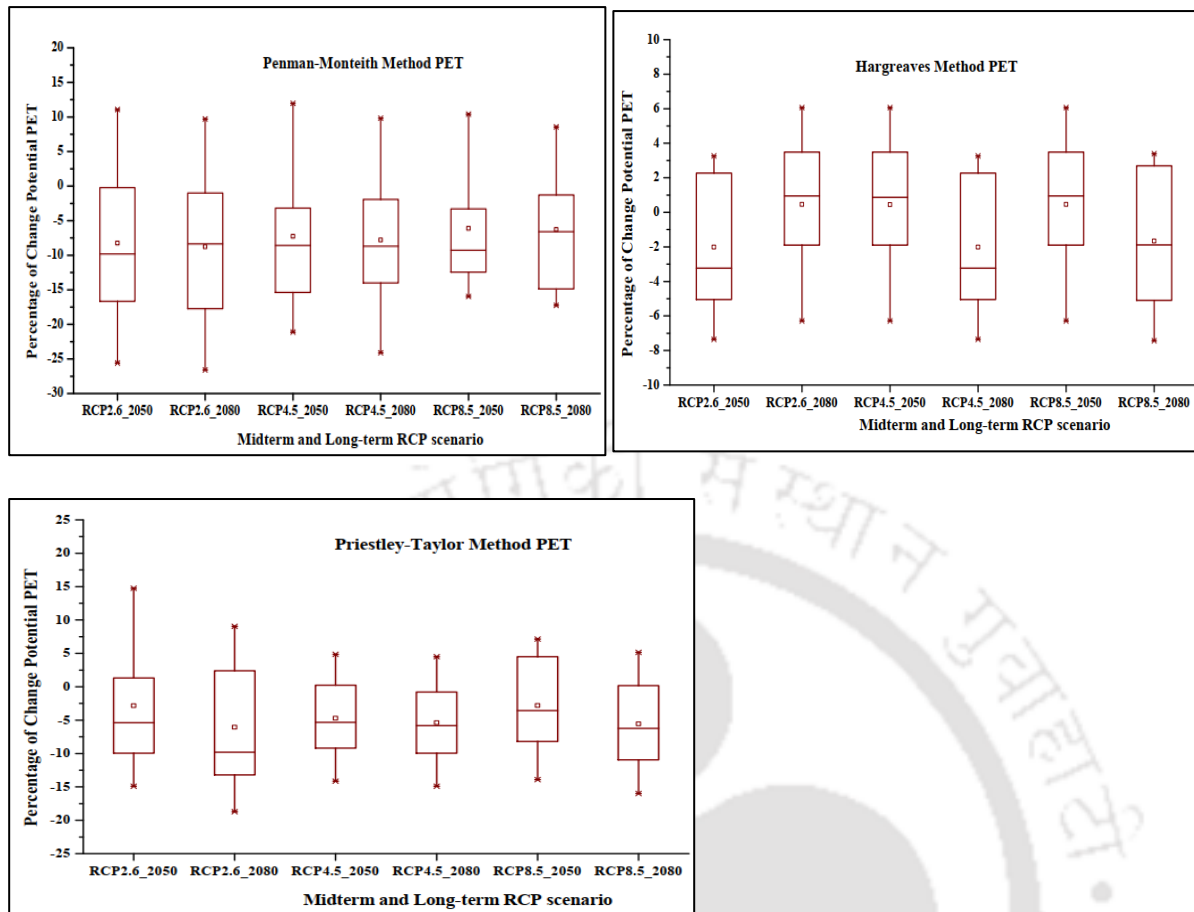 Penman-Monteith Method PET
Percentage of Change Potential PET
20
15
10
5
0
-5
-10
-15
-20
-25
-30
RCP2.6_2050 RCP2.6_2080 RCP4.5_2050 RCP4.5_2080 RCP8.5_2050 RCP8.5_2080
Midterm and Long-term RCP scenario
Hargreaves Method PET
Percentage of Change Potential PET
10
8
6
4
2
0
-2
-4
-6
-8
-10
RCP2.6_2050 RCP2.6_2080 RCP4.5_2050 RCP4.5_2080 RCP8.5_2050 RCP8.5_2080
Midterm and Long-term RCP scenario
Priestley-Taylor Method PET
Percentage of Change Potential PET
25
20
15
10
5
0
-5
-10
-15
-20
-25
RCP2.6_2050 RCP2.6_2080 RCP4.5_2050 RCP4.5_2080 RCP8.5_2050 RCP8.5_2080
Midterm and Long-term RCP scenario
संस्थान गुवाहाटी